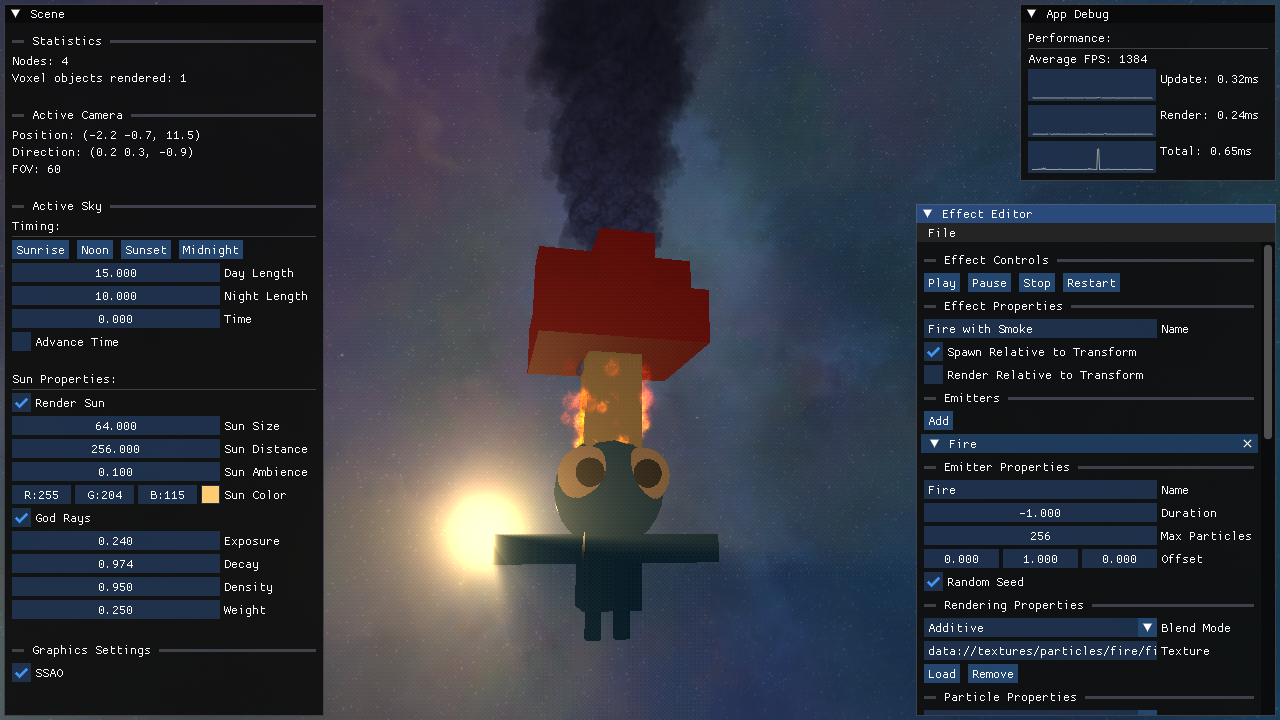 Scene
Statistics
Nodes: 4
Voxel objects rendered: 1
Active Camera
Position: (-2.2 -0.7, 11.5)
Direction: (0.2 0.3, -0.9)
FOV: 60
Active Sky
Timing:
Sunrise Noon Sunset Midnight
15.000 Day Length
10.000 Night Length
0.000 Time
Advance Time
Sun Properties:
Render Sun
64.000 Sun Size
256.000 Sun Distance
0.100 Sun Ambience
R:255 G:204 B:115 Sun Color
God Rays
0.240 Exposure
0.974 Decay
0.950 Density
0.250 Weight
Graphics Settings
SSAO
App Debug
Performance:
Average FPS: 1384
Update: 0.32ms
Render: 0.24ms
Total: 0.65ms
Effect Editor
File
Effect Controls
Play Pause Stop Restart
Effect Properties
Fire with Smoke Name
Spawn Relative to Transform
Render Relative to Transform
Emitters
Add
Fire
Emitter Properties
Fire Name
-1.000 Duration
256 Max Particles
0.000 1.000 0.000 Offset
Random Seed
Rendering Properties
Additive Blend Mode
data://textures/particles/fire/fi Texture
Load Remove
Particle Properties